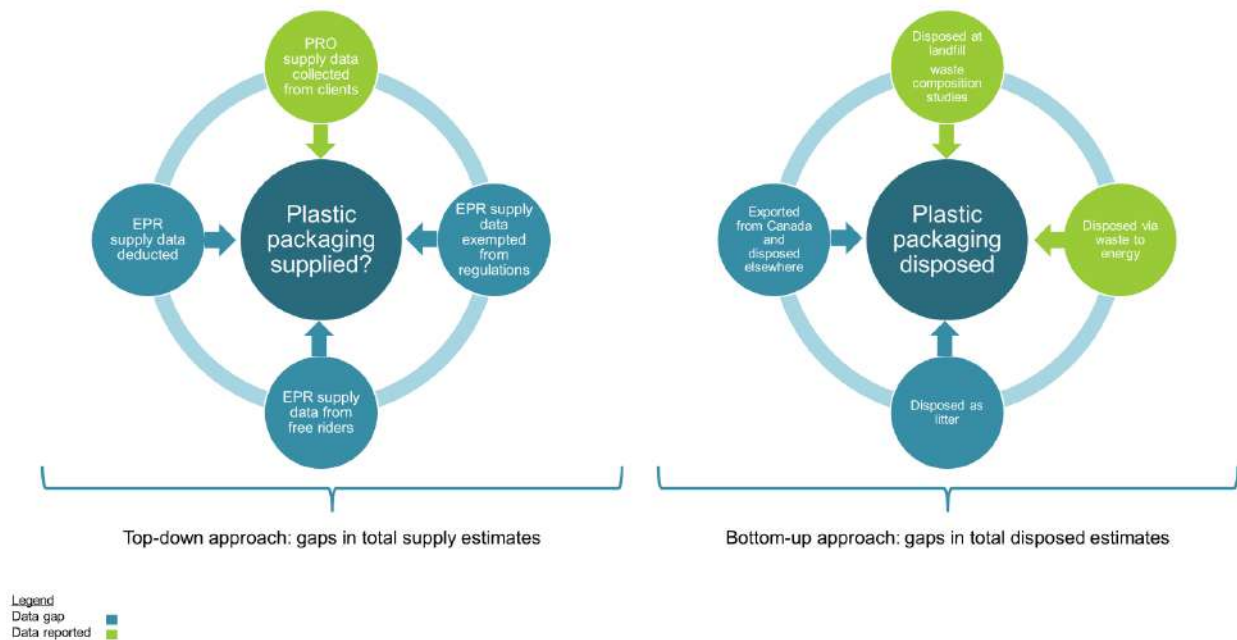 PRO
supply data
collected
from clients
EPR
supply data
deducted
Plastic
packaging
supplied?
EPR supply
data
exempted
from
regulations
EPR supply
data from
free riders
Top-down approach: gaps in total supply estimates
Disposed at
landfill
waste
composition
studies
Exported
from Canada
and
disposed
elsewhere
Plastic
packaging
disposed
Disposed via
waste to
energy
Disposed as
litter
Bottom-up approach: gaps in total disposed estimates
Legend
Data gap
Data reported